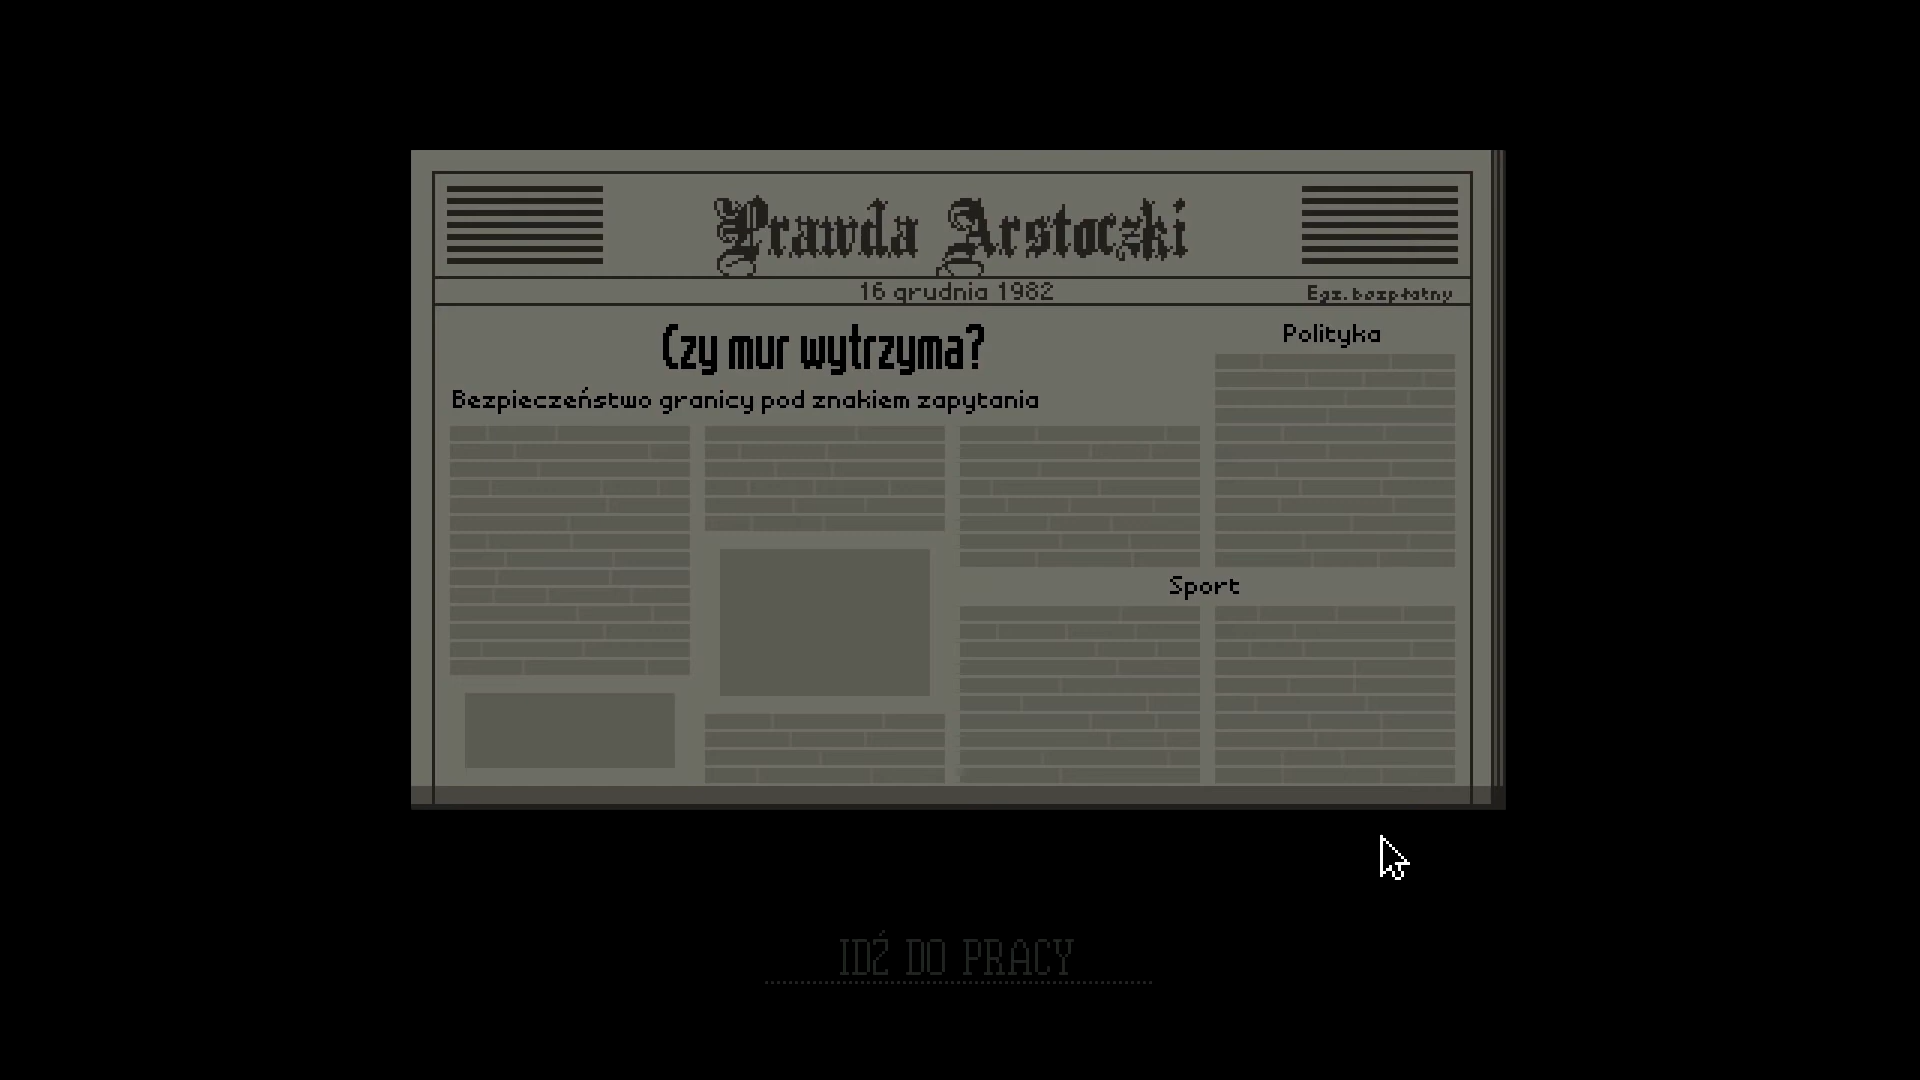 Prawda Arstoczki
16 grudnia 1982
Egz. bezpłatny
Czy mur wytrzyma?
Bezpieczeństwo granicy pod znakiem zapytania
Polityka
Sport
IDŹ DO PRACY